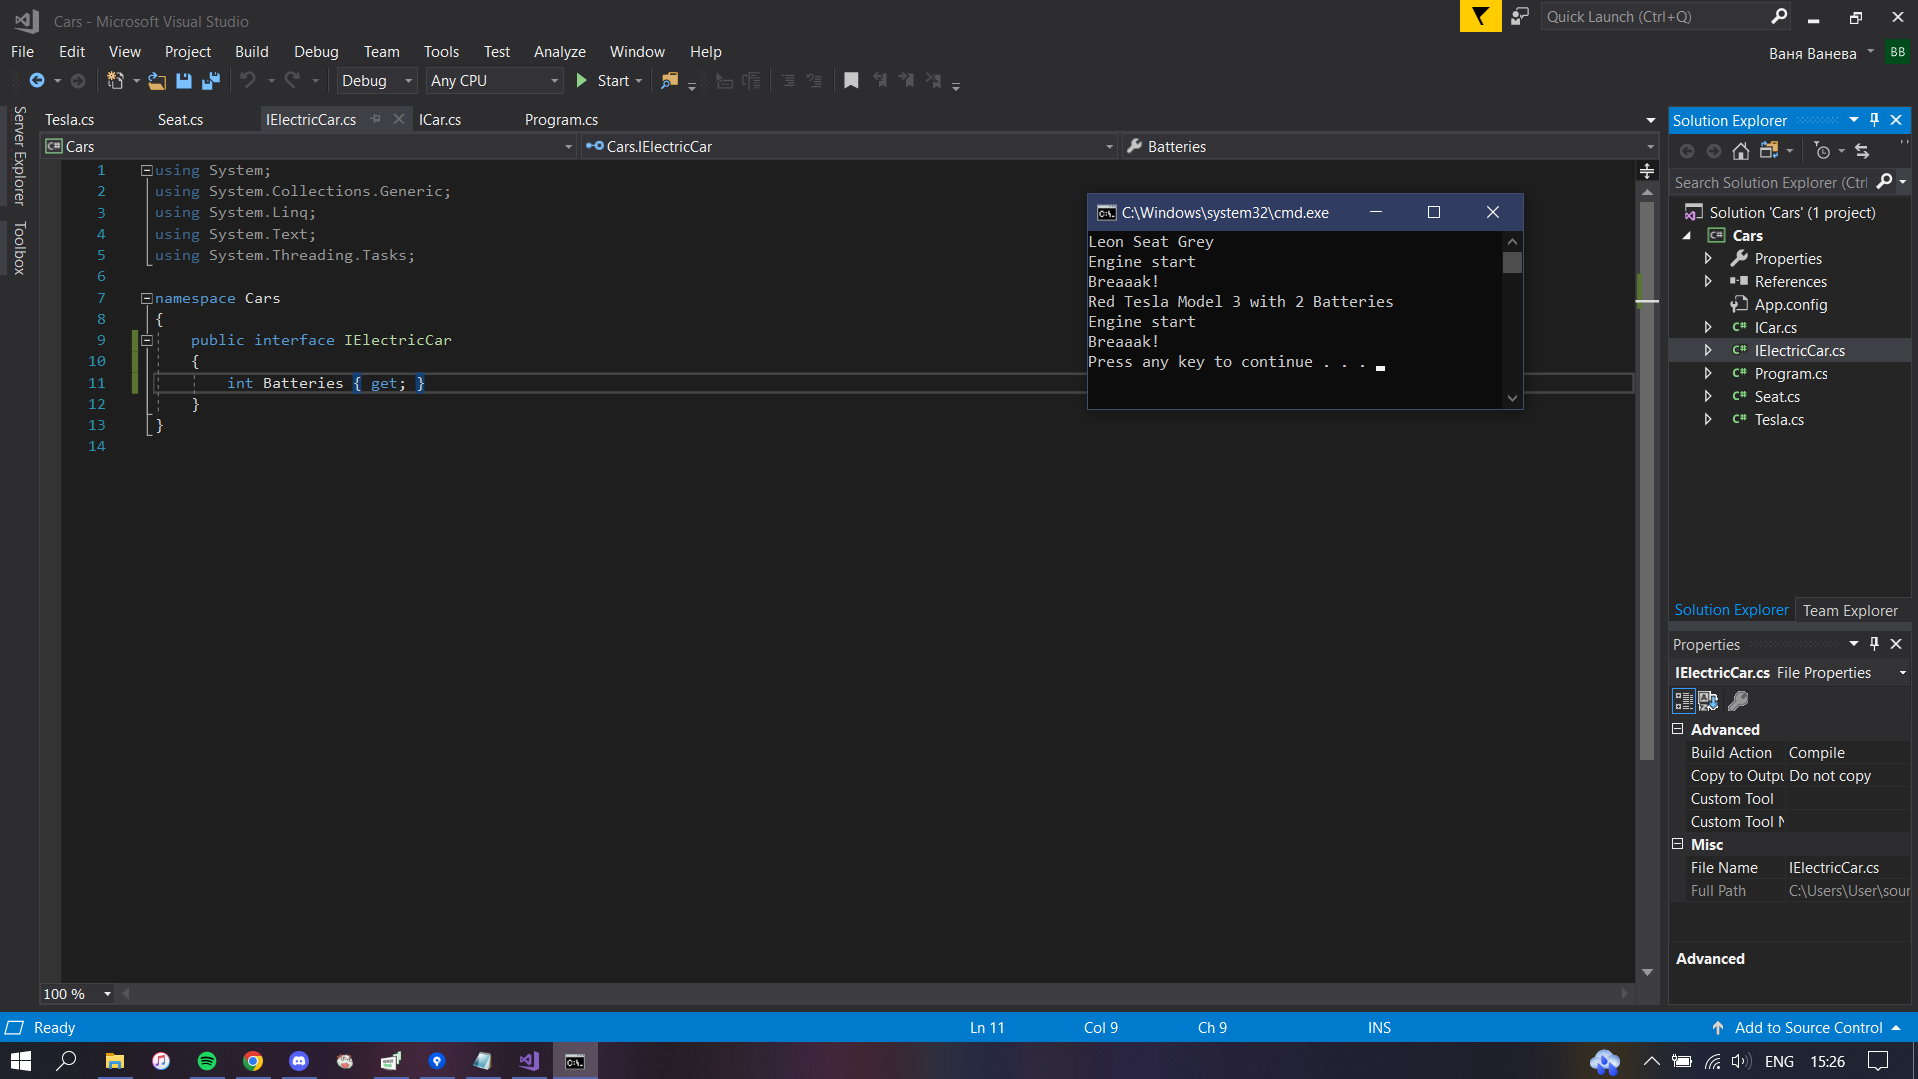 Cars - Microsoft Visual Studio
Quick Launch (Ctrl+Q)
File Edit View Project Build Debug Team Tools Test Analyze Window Help
Ваня Ванева BB
Debug Any CPU Start
Server Explorer
Toolbox
Tesla.cs Seat.cs IElectricCar.cs ICar.cs Program.cs
C# Cars Cars.IElectricCar Batteries
1 using System;
2 using System.Collections.Generic;
3 using System.Linq;
4 using System.Text;
5 using System.Threading.Tasks;
6
7 namespace Cars
8 {
9 public interface IElectricCar
10 {
11 int Batteries { get; }
12 }
13 }
14
100 %
C:\Windows\system32\cmd.exe
Leon Seat Grey
Engine start
Breaaak!
Red Tesla Model 3 with 2 Batteries
Engine start
Breaaak!
Press any key to continue . . .
Solution Explorer
Search Solution Explorer (Ctrl
Solution 'Cars' (1 project)
C# Cars
Properties
References
App.config
C# ICar.cs
C# IElectricCar.cs
C# Program.cs
C# Seat.cs
C# Tesla.cs
Solution Explorer Team Explorer
Properties
IElectricCar.cs File Properties
Advanced
Build Action Compile
Copy to Outpu Do not copy
Custom Tool
Custom Tool N
Misc
File Name IElectricCar.cs
Full Path C:\Users\User\sour
Advanced
Ready Ln 11 Col 9 Ch 9 INS Add to Source Control
ENG 15:26